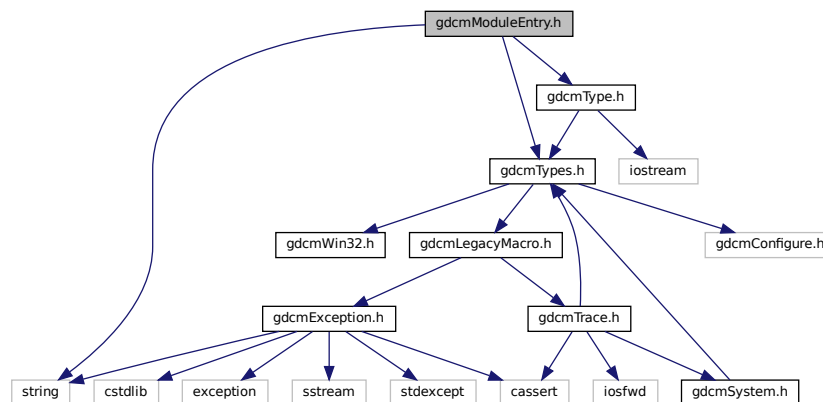 gdcmModuleEntry.h
gdcmType.h
gdcmTypes.h
iostream
gdcmWin32.h
gdcmLegacyMacro.h
gdcmConfigure.h
gdcmException.h
gdcmTrace.h
string
cstdlib
exception
sstream
stdexcept
cassert
iosfwd
gdcmSystem.h